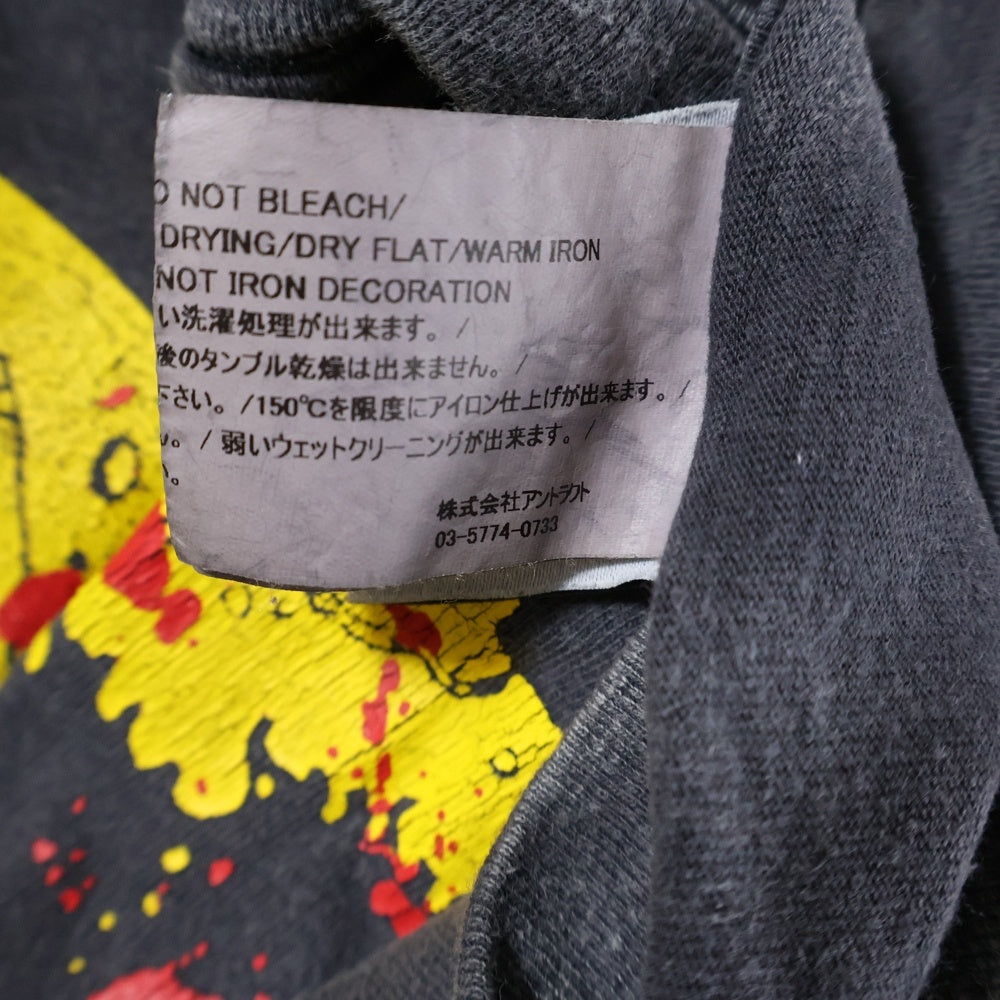 NOT BLEACH/
DRYING/DRY FLAT/WARM IRON
NOT IRON DECORATION
い洗濯処理が出来ます。 /
後のタンブル乾燥は出来ません。 /
下さい。 /150℃を限度にアイロン仕上げが出来ます。 /
ん。 / 弱いウェットクリーニングが出来ます。 /
い。
株式会社アントラクト
03-5774-0733